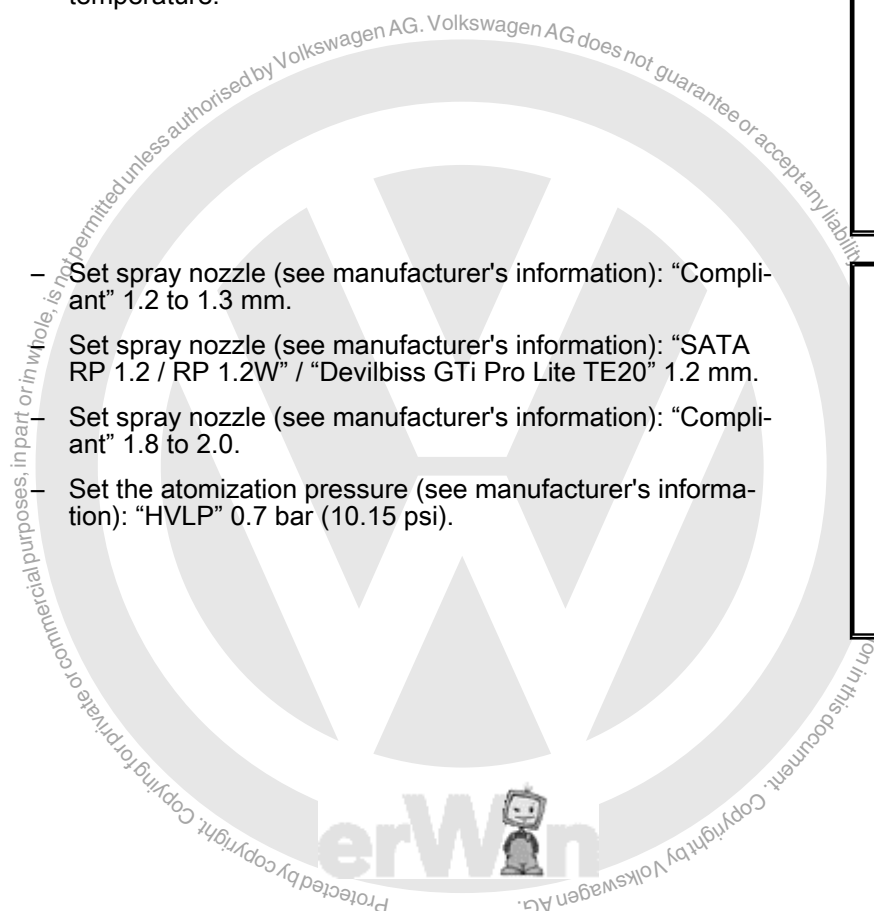 temperature.
– Set spray nozzle (see manufacturer's information): “Compli-
ant” 1.2 to 1.3 mm.
– Set spray nozzle (see manufacturer's information): “SATA
RP 1.2 / RP 1.2W” / “Devilbiss GTi Pro Lite TE20” 1.2 mm.
– Set spray nozzle (see manufacturer's information): “Compli-
ant” 1.8 to 2.0.
– Set the atomization pressure (see manufacturer's informa-
tion): “HVLP” 0.7 bar (10.15 psi).
Protected by copyright. Copying for private or commercial purposes, in part or in whole, is not permitted unless authorised by Volkswagen AG. Volkswagen AG does not guarantee or accept any liability
on in this document. Copyright by Volkswagen AG.
erWin